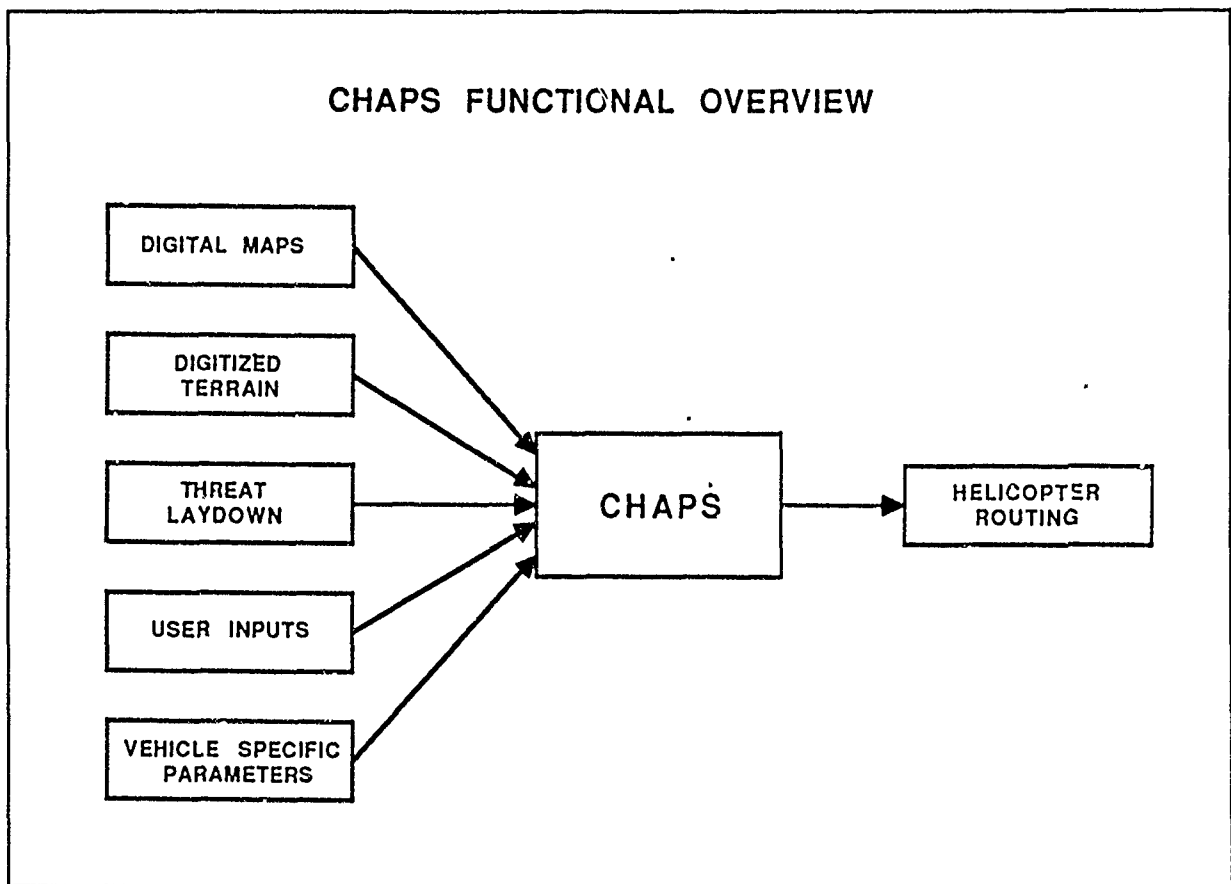 CHAPS FUNCTIONAL OVERVIEW
DIGITAL MAPS
DIGITIZED
TERRAIN
THREAT
LAYDOWN
USER INPUTS
VEHICLE SPECIFIC
PARAMETERS
CHAPS
HELICOPTER
ROUTING